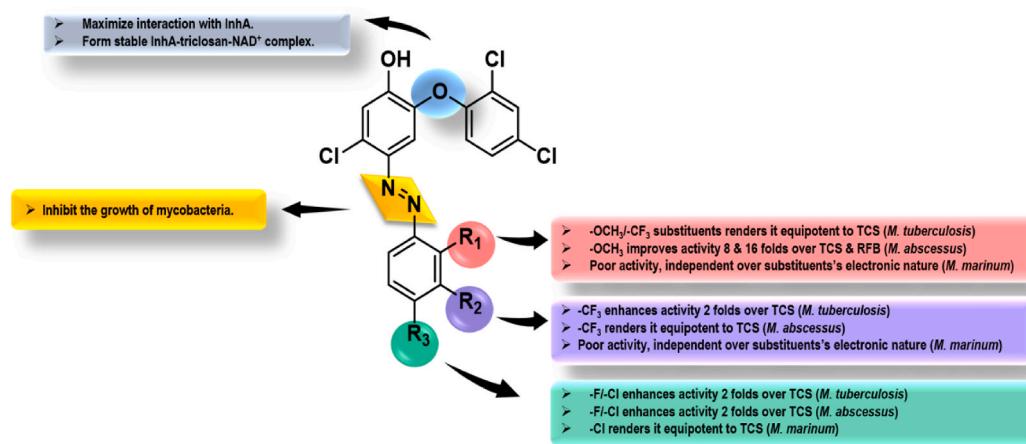 ➢ Maximize interaction with InhA.
➢ Form stable InhA-triclosan-NAD⁺ complex.
OH
O
Cl
Cl
Cl
N
N
➢ Inhibit the growth of mycobacteria.
R₁
R₂
R₃
➢ -OCH₃/-CF₃ substituents renders it equipotent to TCS (M. tuberculosis)
➢ -OCH₃ improves activity 8 & 16 folds over TCS & RFB (M. abscessus)
➢ Poor activity, independent over substituents's electronic nature (M. marinum)
➢ -CF₃ enhances activity 2 folds over TCS (M. tuberculosis)
➢ -CF₃ renders it equipotent to TCS (M. abscessus)
➢ Poor activity, independent over substituents's electronic nature (M. marinum)
➢ -F/-Cl enhances activity 2 folds over TCS (M. tuberculosis)
➢ -F/-Cl enhances activity 2 folds over TCS (M. abscessus)
➢ -Cl renders it equipotent to TCS (M. marinum)